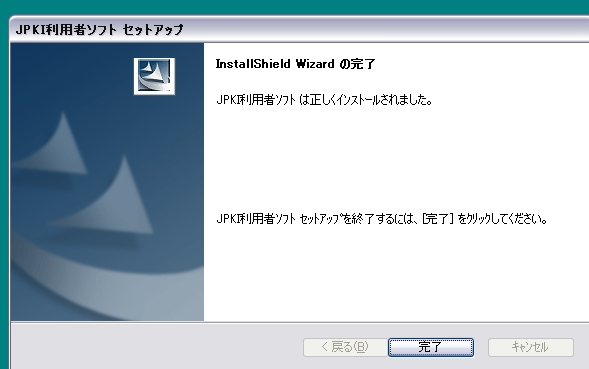 JPKI利用者ソフト セットアップ
InstallShield Wizard の完了
JPKI利用者ソフト は正しくインストールされました。
JPKI利用者ソフト セットアップを終了するには、[完了] をクリックしてください。
< 戻る(B)
完了
キャンセル